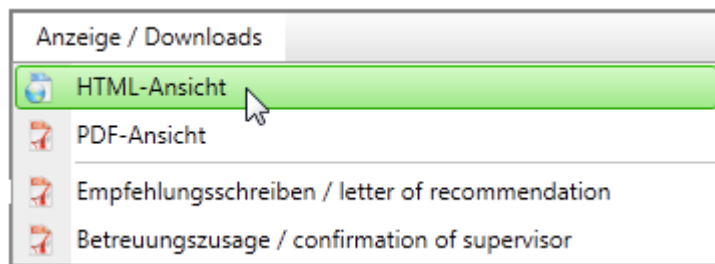 Anzeige / Downloads
HTML-Ansicht
PDF-Ansicht
Empfehlungsschreiben / letter of recommendation
Betreuungszusage / confirmation of supervisor